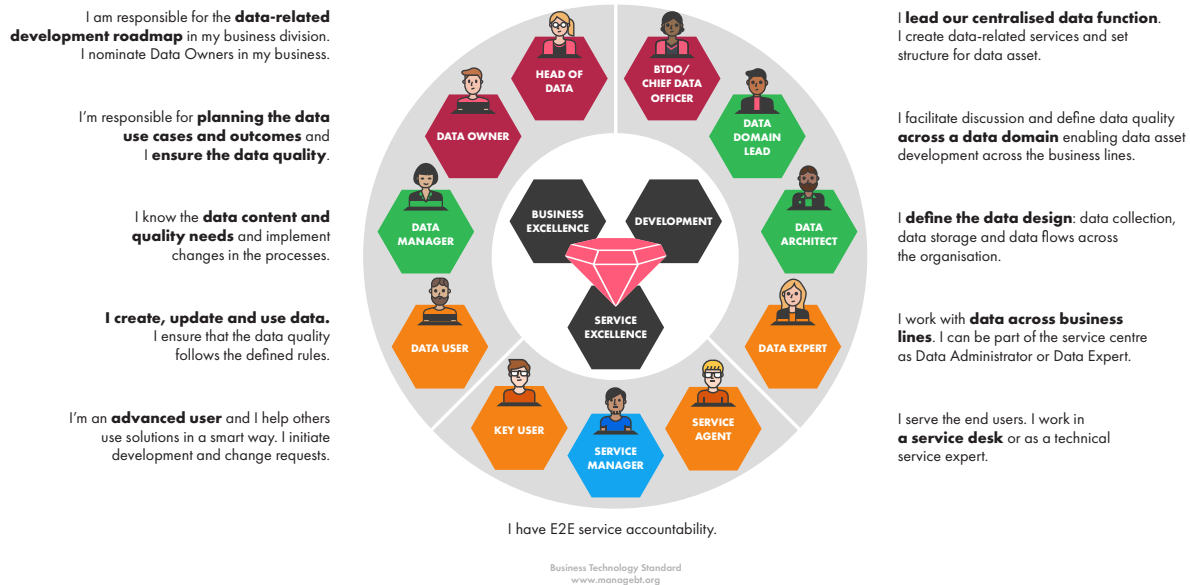 I am responsible for the data-related
development roadmap in my business division.
I nominate Data Owners in my business.
I'm responsible for planning the data
use cases and outcomes and
I ensure the data quality.
I know the data content and
quality needs and implement
changes in the processes.
I create, update and use data.
I ensure that the data quality
follows the defined rules.
I'm an advanced user and I help others
use solutions in a smart way. I initiate
development and change requests.
HEAD OF
DATA
BTDO/
CHIEF DATA
OFFICER
DATA OWNER
DATA
DOMAIN
LEAD
DATA
MANAGER
BUSINESS
EXCELLENCE
DEVELOPMENT
DATA
ARCHITECT
SERVICE
EXCELLENCE
DATA USER
DATA EXPERT
KEY USER
SERVICE
MANAGER
SERVICE
AGENT
I lead our centralised data function.
I create data-related services and set
structure for data asset.
I facilitate discussion and define data quality
across a data domain enabling data asset
development across the business lines.
I define the data design: data collection,
data storage and data flows across
the organisation.
I work with data across business
lines. I can be part of the service centre
as Data Administrator or Data Expert.
I serve the end users. I work in
a service desk or as a technical
service expert.
I have E2E service accountability.
Business Technology Standard
www.managebt.org